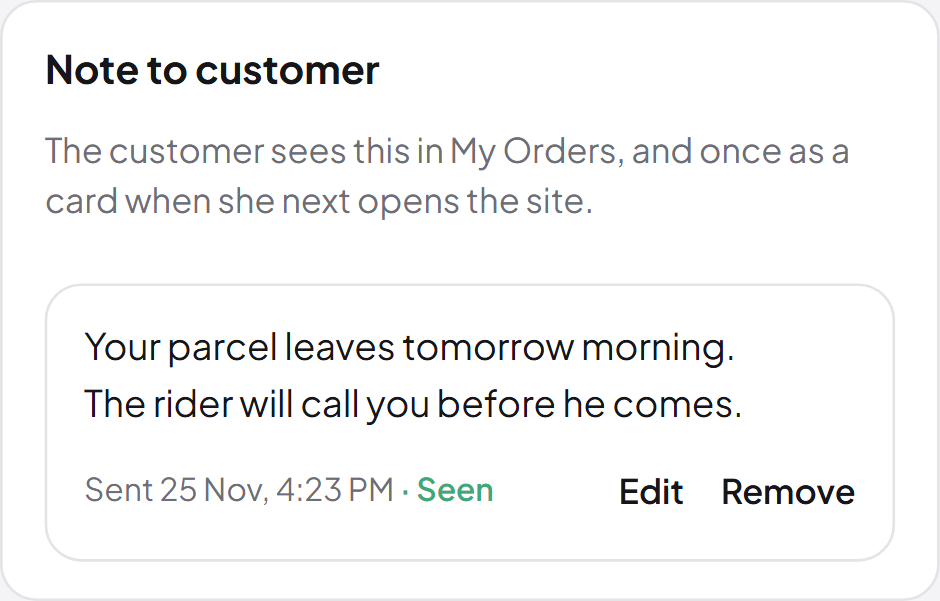 Note to customer
The customer sees this in My Orders, and once as a
card when she next opens the site.
Your parcel leaves tomorrow morning.
The rider will call you before he comes.
Sent 25 Nov, 4:23 PM · Seen
Edit
Remove